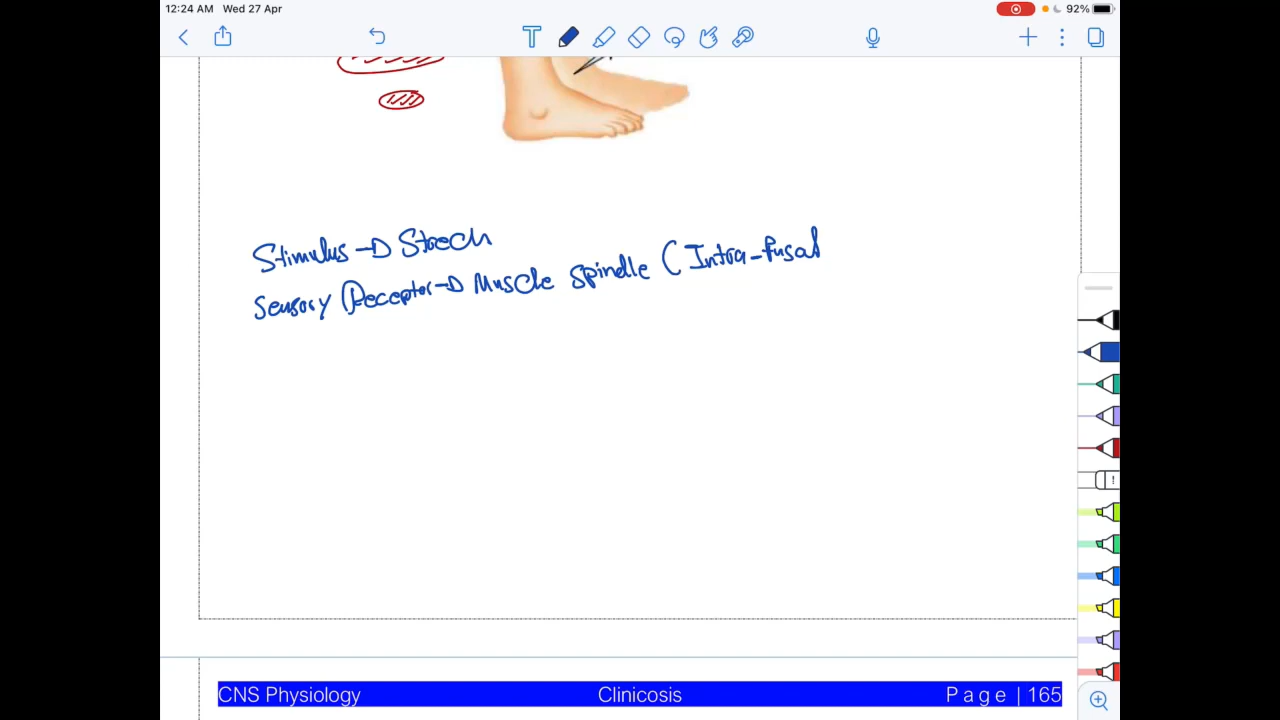 12:24 AM Wed 27 Apr
92%
Stimulus → Strech
Sensory Receptor → Muscle spindle ( Intra-fusal
CNS Physiology Clinicosis Page | 165